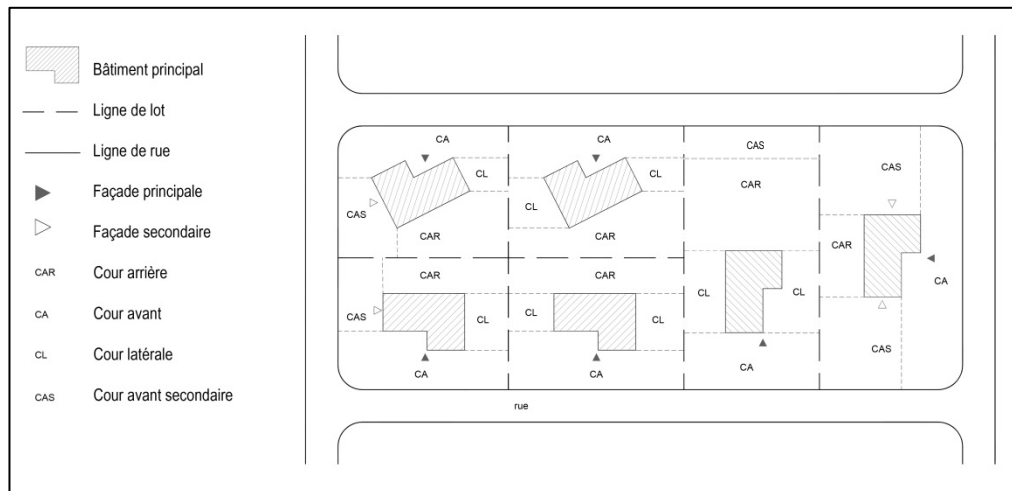 Bâtiment principal
Ligne de lot
Ligne de rue
Façade principale
Façade secondaire
CAR Cour arrière
CA Cour avant
CL Cour latérale
CAS Cour avant secondaire
CA CA CAS
CL CL CAS
CAR
CAS CL
CAR CAR
CAR
CAR CAR
CL CL
CA
CAS CL CL CL
CAS
CA CA CA
rue